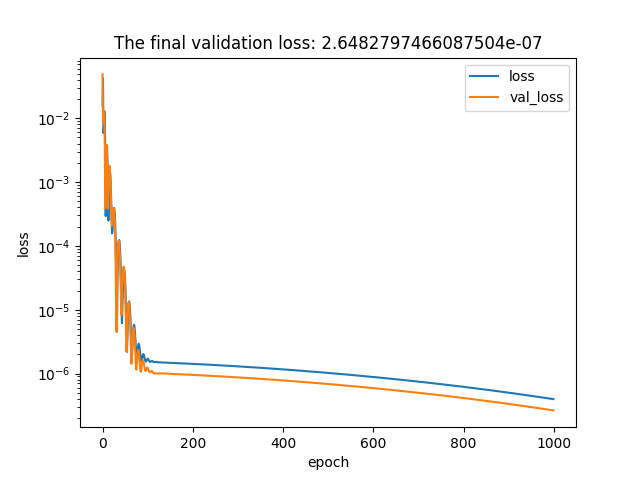 The final validation loss: 2.6482797466087504e-07
loss
val_loss
10⁻²
10⁻³
10⁻⁴
10⁻⁵
10⁻⁶
loss
0
200
400
600
800
1000
epoch